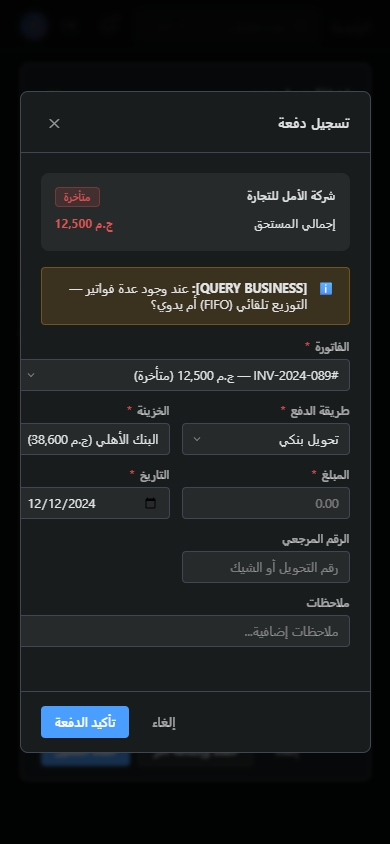 تسجيل دفعة
شركة الأمل للتجارة
متأخرة
إجمالي المستحق
ج.م 12,500
[QUERY BUSINESS]: عند وجود عدة فواتير —
التوزيع تلقائي (FIFO) أم يدوي؟
الفاتورة *
#INV-2024-089 — ج.م 12,500 (متأخرة)
طريقة الدفع *
الخزينة *
تحويل بنكي
البنك الأهلي (ج.م 38,600)
المبلغ *
التاريخ *
0.00
12/12/2024
الرقم المرجعي
رقم التحويل أو الشيك
ملاحظات
ملاحظات إضافية...
إلغاء
تأكيد الدفعة